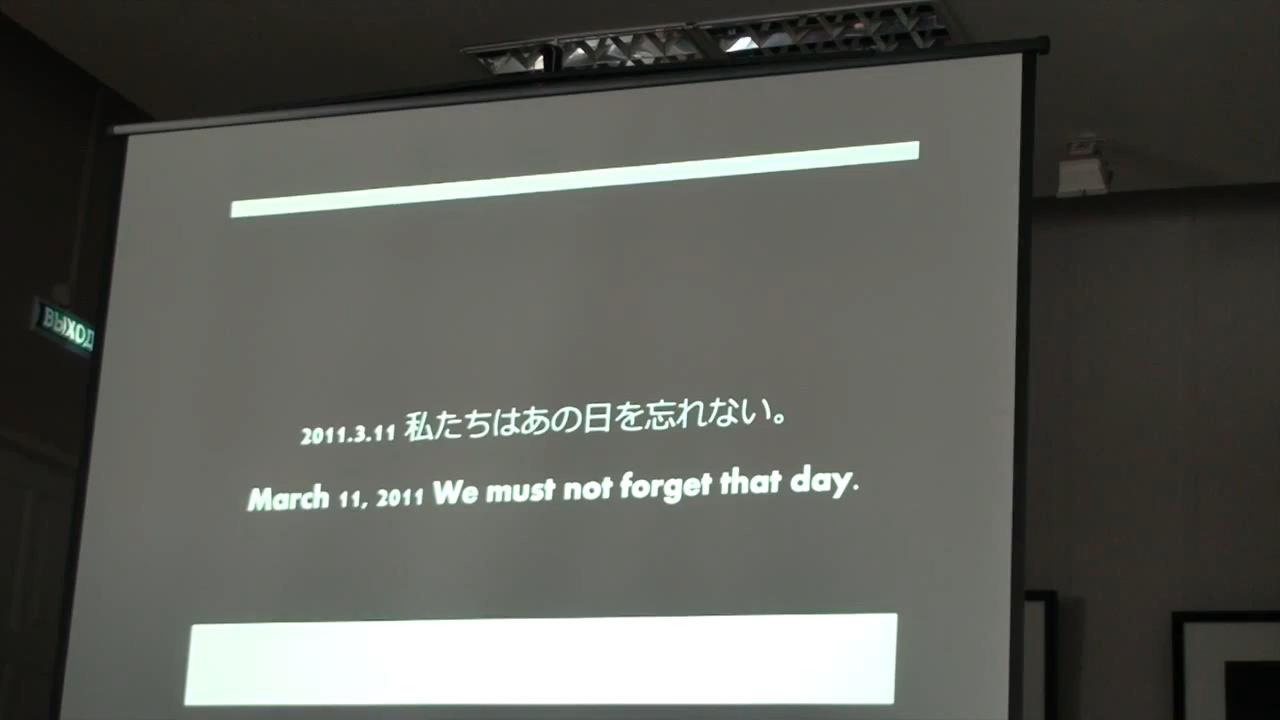 ВЫХОД
2011.3.11 私たちはあの日を忘れない。
March 11, 2011 We must not forget that day.